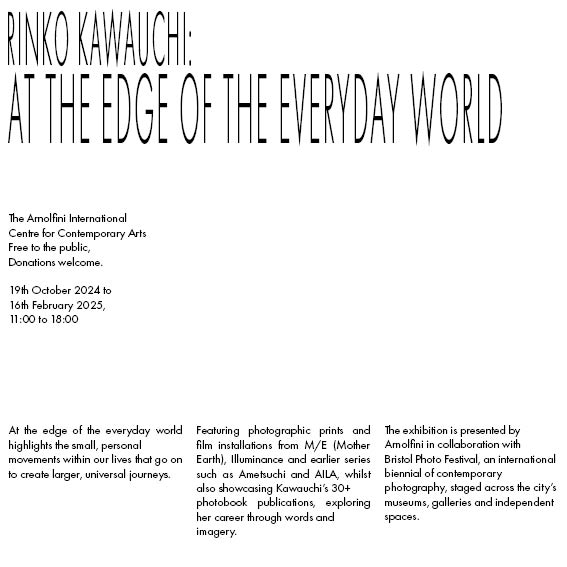 RINKO KAWAUCHI:
AT THE EDGE OF THE EVERYDAY WORLD
The Arnolfini International
Centre for Contemporary Arts
Free to the public,
Donations welcome.
19th October 2024 to
16th February 2025,
11:00 to 18:00
At the edge of the everyday world
highlights the small, personal
movements within our lives that go on
to create larger, universal journeys.
Featuring photographic prints and
film installations from M/E (Mother
Earth), Illuminance and earlier series
such as Ametsuchi and AILA, whilst
also showcasing Kawauchi’s 30+
photobook publications, exploring
her career through words and
imagery.
The exhibition is presented by
Arnolfini in collaboration with
Bristol Photo Festival, an international
biennial of contemporary
photography, staged across the city’s
museums, galleries and independent
spaces.